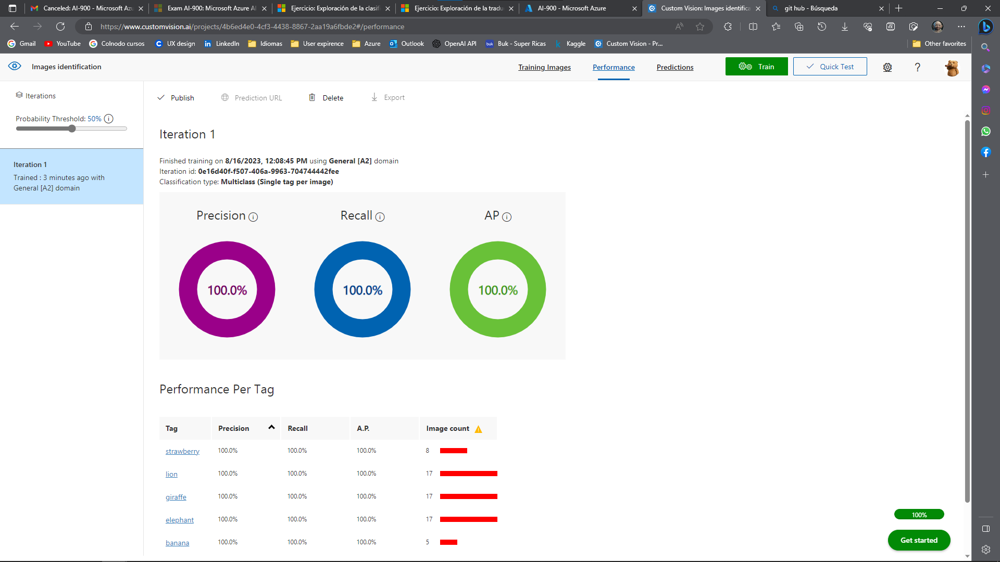 Canceled: AI-900 - Microsoft Azu
Exam AI-900: Microsoft Azure AI
Ejercicio: Exploración de la clasifi
Ejercicio: Exploración de la tradu
AI-900 - Microsoft Azure
Custom Vision: Images identifica
git hub - Búsqueda
https://www.customvision.ai/projects/4b6ed4e0-4cf3-4438-8867-2aa19a6fbde2#/performance
Gmail
YouTube
Colnodo cursos
UX design
LinkedIn
Idiomas
User expirence
Azure
Outlook
OpenAI API
Buk - Super Ricas
Kaggle
Custom Vision - Pr...
Other favorites
Images identification
Training Images
Performance
Predictions
Train
Quick Test
?
Iterations
Probability Threshold: 50%
Iteration 1
Trained : 3 minutes ago with
General [A2] domain
Publish
Prediction URL
Delete
Export
Iteration 1
Finished training on 8/16/2023, 12:08:45 PM using General [A2] domain
Iteration id: 0e16d40f-f507-406a-9963-704744442fee
Classification type: Multiclass (Single tag per image)
Precision
Recall
AP
100.0%
100.0%
100.0%
Performance Per Tag
Tag Precision Recall A.P. Image count
strawberry 100.0% 100.0% 100.0% 8
lion 100.0% 100.0% 100.0% 17
giraffe 100.0% 100.0% 100.0% 17
elephant 100.0% 100.0% 100.0% 17
banana 100.0% 100.0% 100.0% 5
100%
Get started